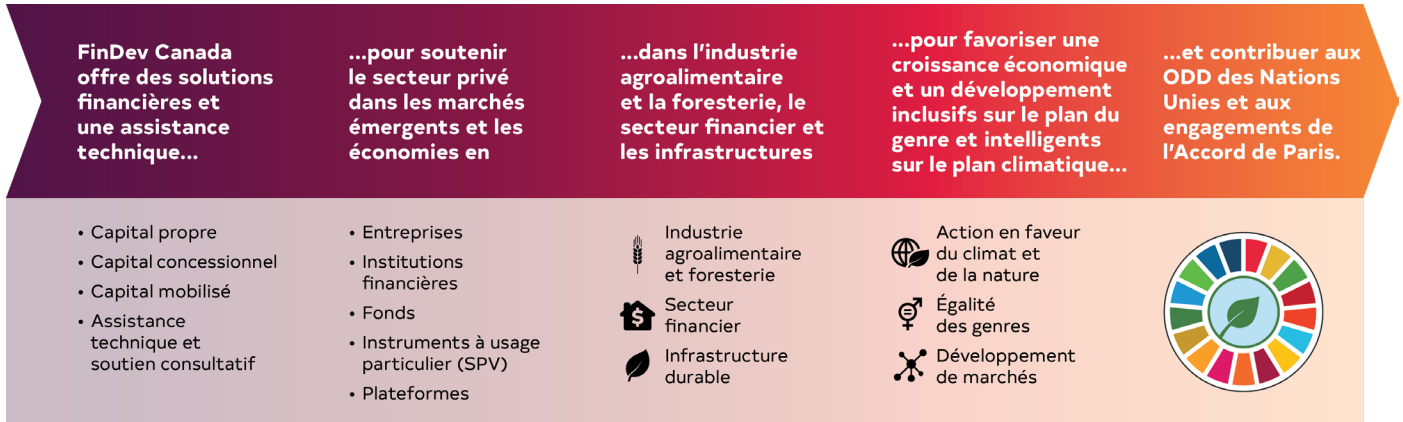 FinDev Canada
offre des solutions
financières et
une assistance
technique...
...pour soutenir
le secteur privé
dans les marchés
émergents et les
économies en
...dans l’industrie
agroalimentaire
et la foresterie, le
secteur financier et
les infrastructures
...pour favoriser une
croissance économique
et un développement
inclusifs sur le plan du
genre et intelligents
sur le plan climatique...
...et contribuer aux
ODD des Nations
Unies et aux
engagements de
l’Accord de Paris.
• Capital propre
• Capital concessionnel
• Capital mobilisé
• Assistance
technique et
soutien consultatif
• Entreprises
• Institutions
financières
• Fonds
• Instruments à usage
particulier (SPV)
• Plateformes
Industrie
agroalimentaire
et foresterie
$
Secteur
financier
Infrastructure
durable
Action en faveur
du climat et
de la nature
Égalité
des genres
Développement
de marchés